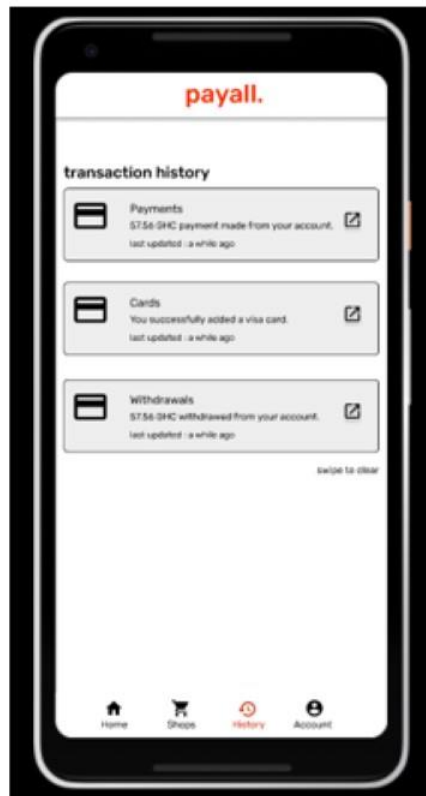 payall.
transaction history
Payments
57.56 GHC payment made from your account.
last updated : a while ago
Cards
You successfully added a visa card.
last updated : a while ago
Withdrawals
57.56 GHC withdrawed from your account.
last updated : a while ago
swipe to clear
Home Shops History Account